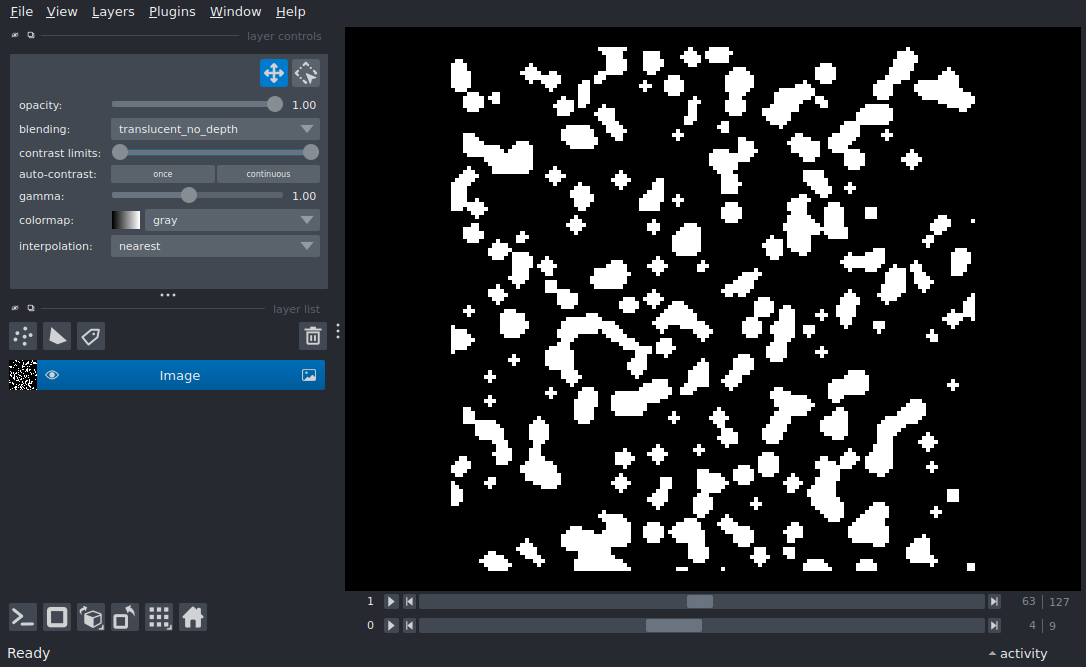 File View Layers Plugins Window Help
layer controls
opacity: 1.00
blending: translucent_no_depth
contrast limits:
auto-contrast: once continuous
gamma: 1.00
colormap: gray
interpolation: nearest
layer list
Image
1 63 127
0 4 9
Ready activity